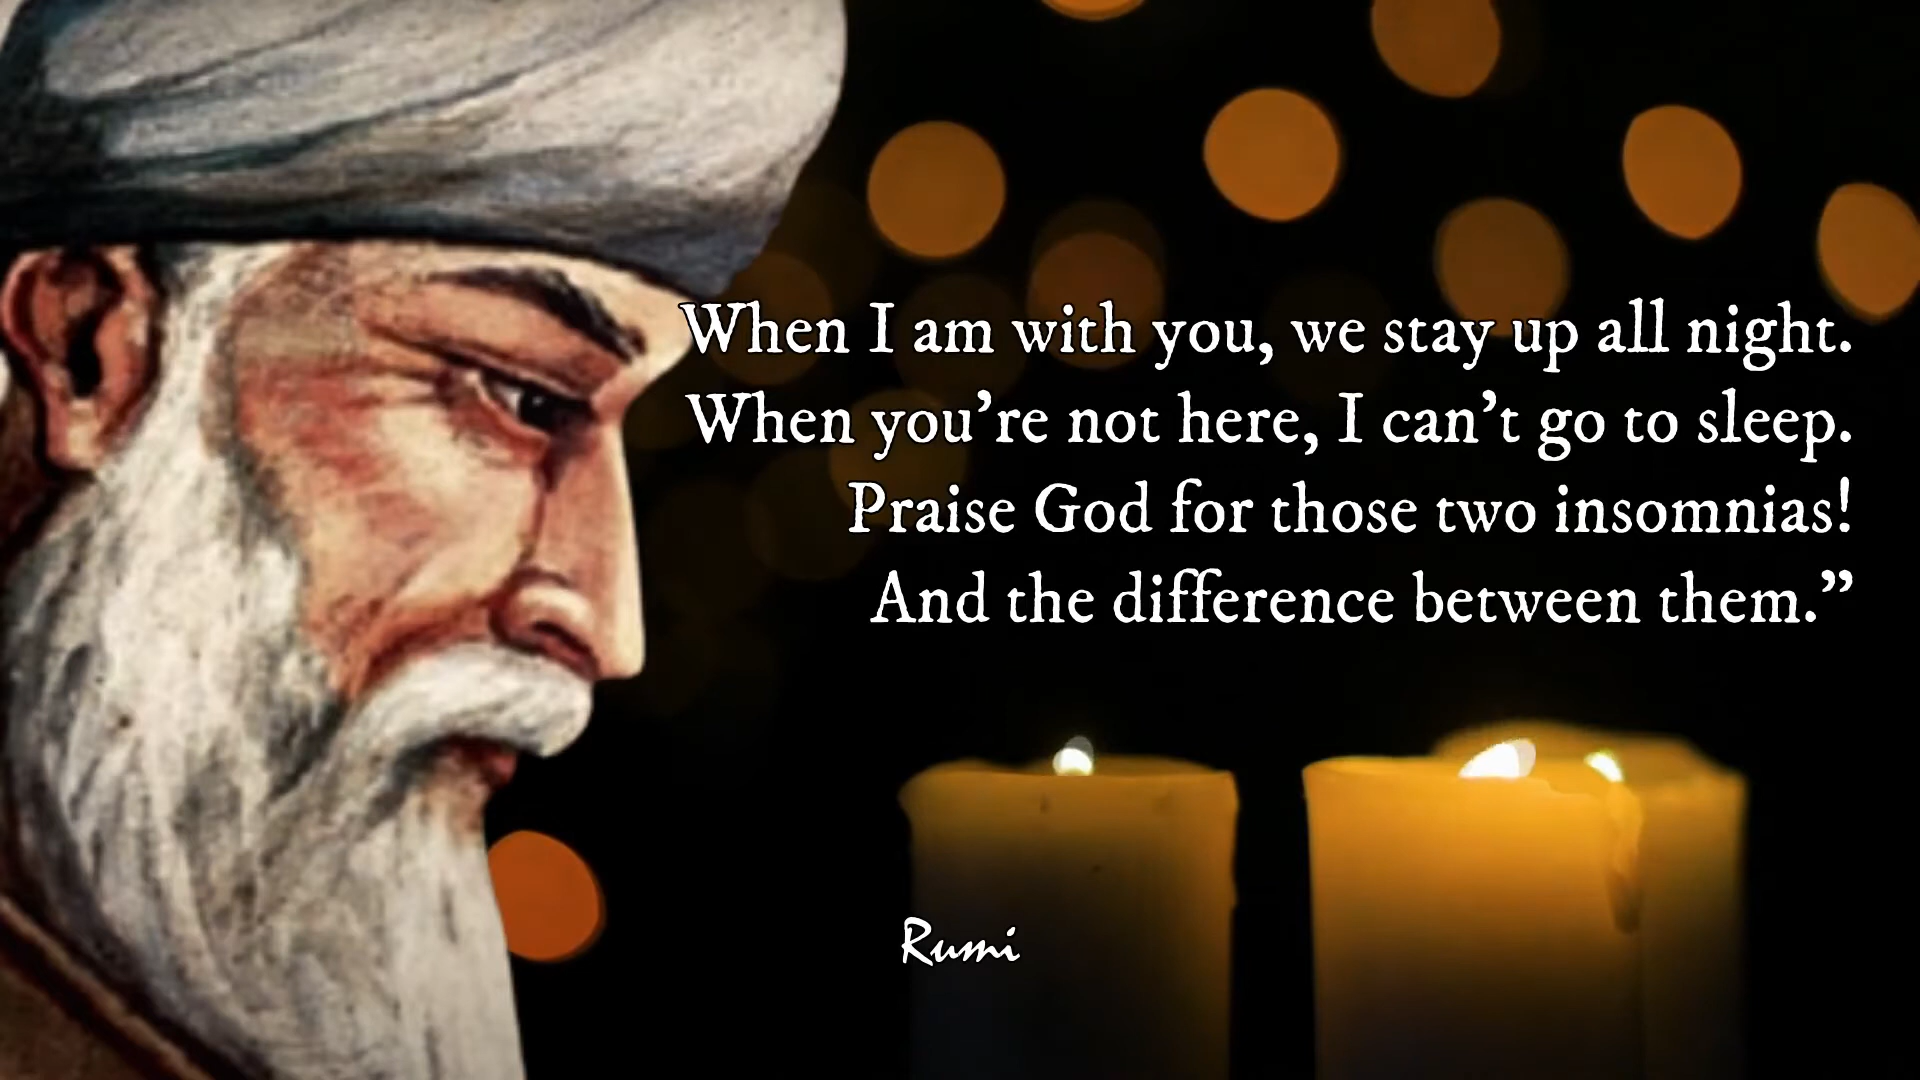 When I am with you, we stay up all night.
When you’re not here, I can’t go to sleep.
Praise God for those two insomnias!
And the difference between them.”
Rumi